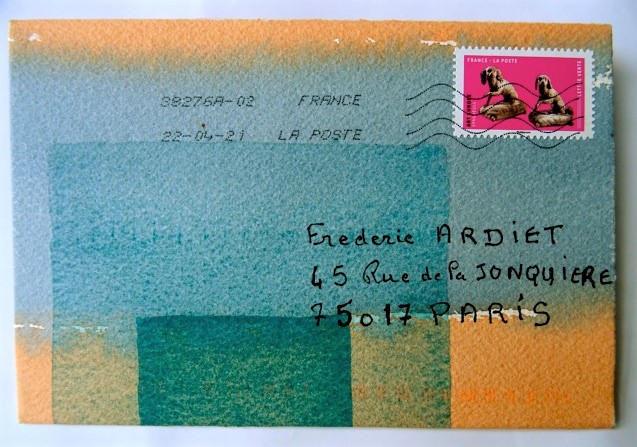 38276A-02 FRANCE
22-04-21 LA POSTE
FRANCE - LA POSTE
LETTRE VERTE
Frederic ARDiET
45 Rue de la JONQUIERE
75017 PARiS